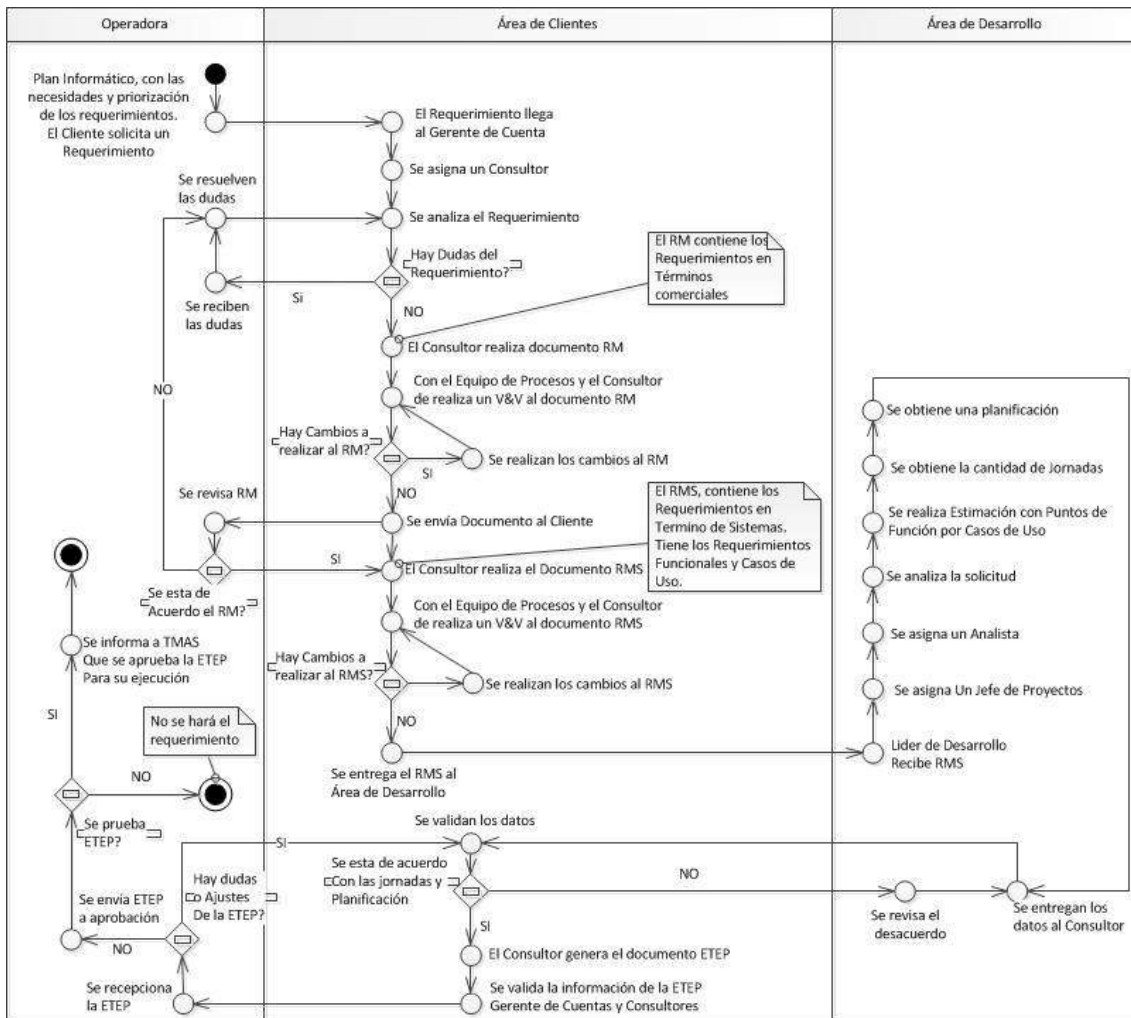 Operadora
Área de Clientes
Área de Desarrollo
Plan Informático, con las
necesidades y priorización
de los requerimientos.
El Cliente solicita un
Requerimiento
El Requerimiento llega
al Gerente de Cuenta
Se asigna un Consultor
Se resuelven
las dudas
Se analiza el Requerimiento
Hay Dudas del
Requerimiento?
El RM contiene los
Requerimientos en
Términos
comerciales
Si
Se reciben
las dudas
NO
El Consultor realiza documento RM
NO
Con el Equipo de Procesos y el Consultor
de realiza un V&V al documento RM
Hay Cambios a
realizar al RM?
SI
Se realizan los cambios al RM
NO
Se revisa RM
Se envía Documento al Cliente
El RMS, contiene los
Requerimientos en
Termino de Sistemas.
Tiene los Requerimientos
Funcionales y Casos de
Uso.
SI
El Consultor realiza el Documento RMS
Se esta de
Acuerdo el RM?
Con el Equipo de Procesos y el Consultor
de realiza un V&V al documento RMS
Hay Cambios a
realizar al RMS?
Se realizan los cambios al RMS
NO
Se entrega el RMS al
Área de Desarrollo
Se obtiene una planificación
Se obtiene la cantidad de Jornadas
Se realiza Estimación con Puntos de
Función por Casos de Uso
Se analiza la solicitud
Se asigna un Analista
Se asigna Un Jefe de Proyectos
Lider de Desarrollo
Recibe RMS
Se informa a TMAS
Que se aprueba la ETEP
Para su ejecución
SI
No se hará el
requerimiento
NO
Se prueba
ETEP?
Se envía ETEP
a aprobación
NO
Hay dudas
o Ajustes
De la ETEP?
SI
Se validan los datos
Se esta de acuerdo
Con las jornadas y
Planificación
NO
Se revisa el
desacuerdo
Se entregan los
datos al Consultor
SI
El Consultor genera el documento ETEP
Se recepciona
la ETEP
Se valida la información de la ETEP
Gerente de Cuentas y Consultores